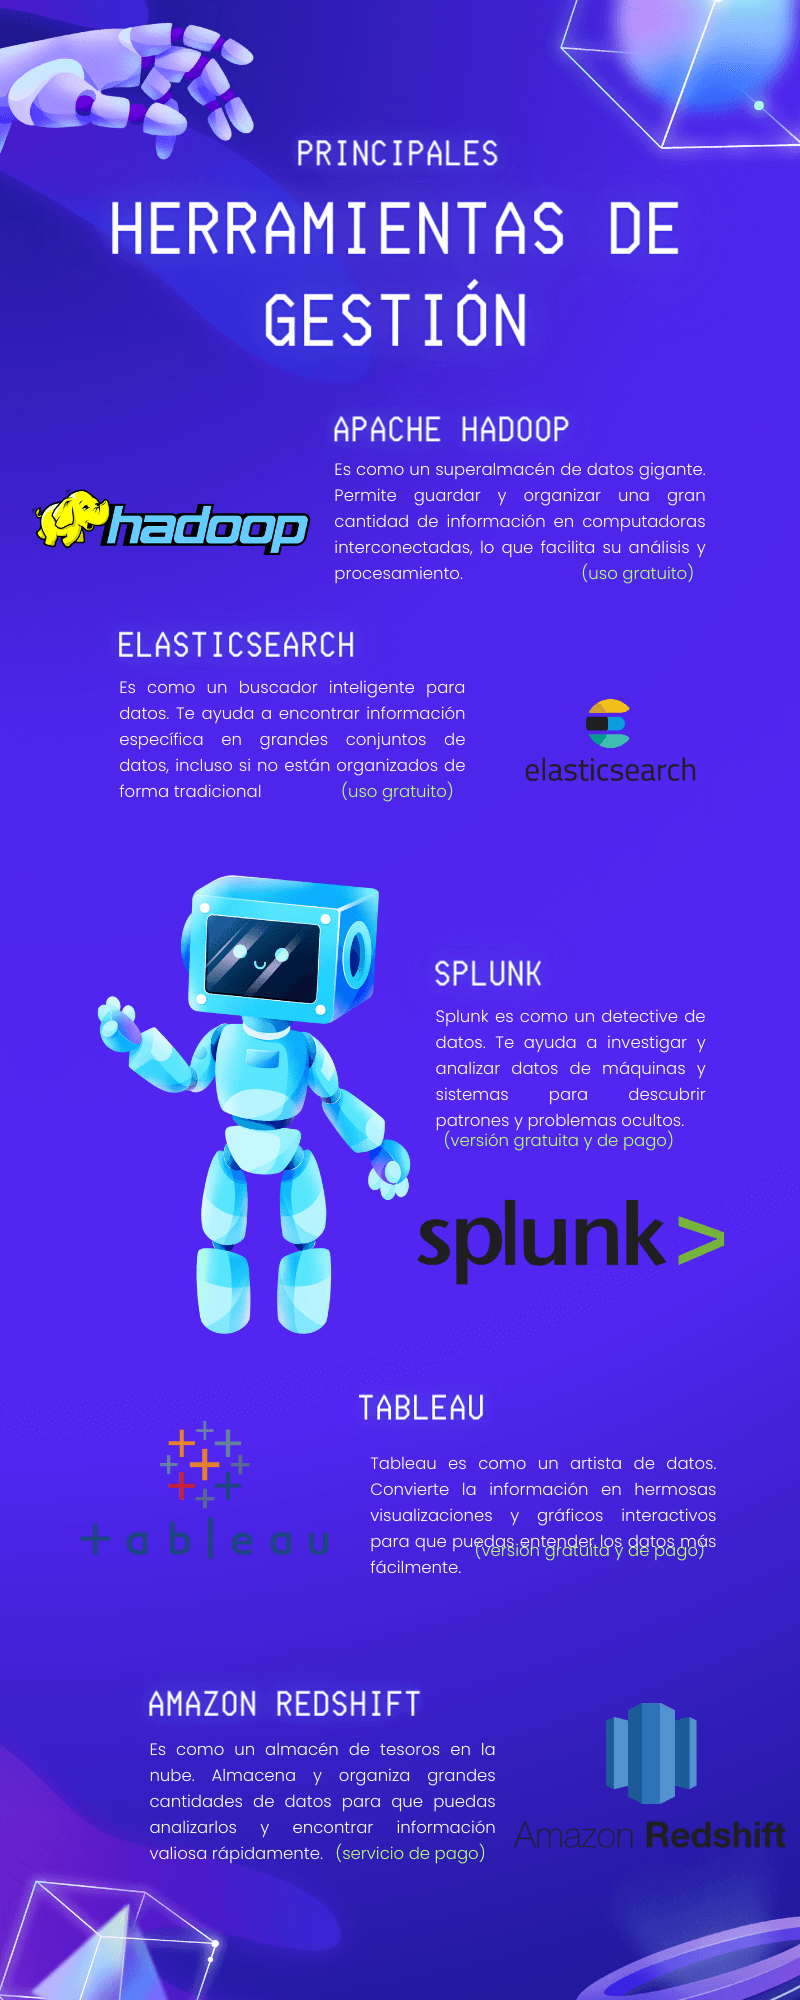 PRINCIPALES
HERRAMIENTAS DE
GESTIÓN
APACHE HADOOP
Es como un superalmacén de datos gigante.
Permite guardar y organizar una gran
cantidad de información en computadoras
interconectadas, lo que facilita su análisis y
procesamiento. (uso gratuito)
hadoop
ELASTICSEARCH
Es como un buscador inteligente para
datos. Te ayuda a encontrar información
específica en grandes conjuntos de
datos, incluso si no están organizados de
forma tradicional (uso gratuito)
elasticsearch
SPLUNK
Splunk es como un detective de
datos. Te ayuda a investigar y
analizar datos de máquinas y
sistemas para descubrir
patrones y problemas ocultos.
(versión gratuita y de pago)
splunk>
TABLEAU
Tableau es como un artista de datos.
Convierte la información en hermosas
visualizaciones y gráficos interactivos
para que puedas entender los datos más
(versión gratuita y de pago)
fácilmente.
+ableau
AMAZON REDSHIFT
Es como un almacén de tesoros en la
nube. Almacena y organiza grandes
cantidades de datos para que puedas
analizarlos y encontrar información
valiosa rápidamente. (servicio de pago)
Amazon Redshift